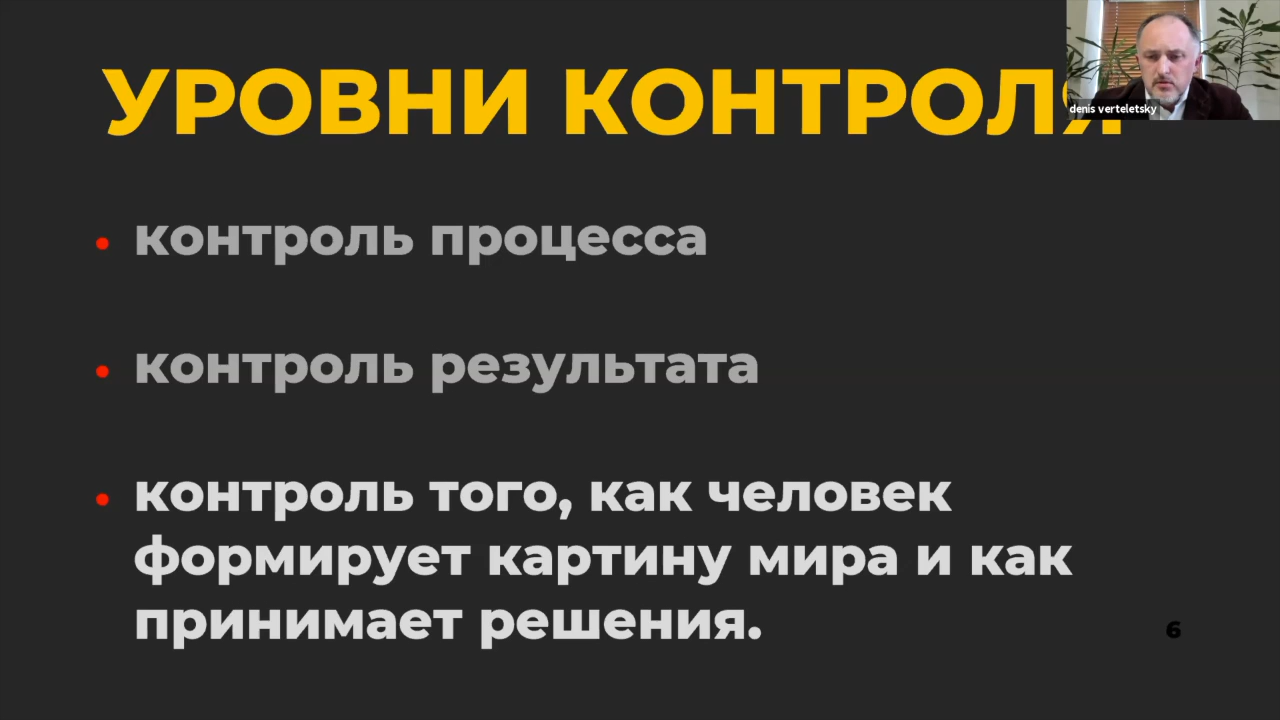 УРОВНИ КОНТРОЛЯ
denis verteletsky
контроль процесса
контроль результата
контроль того, как человек
формирует картину мира и как
принимает решения.
6